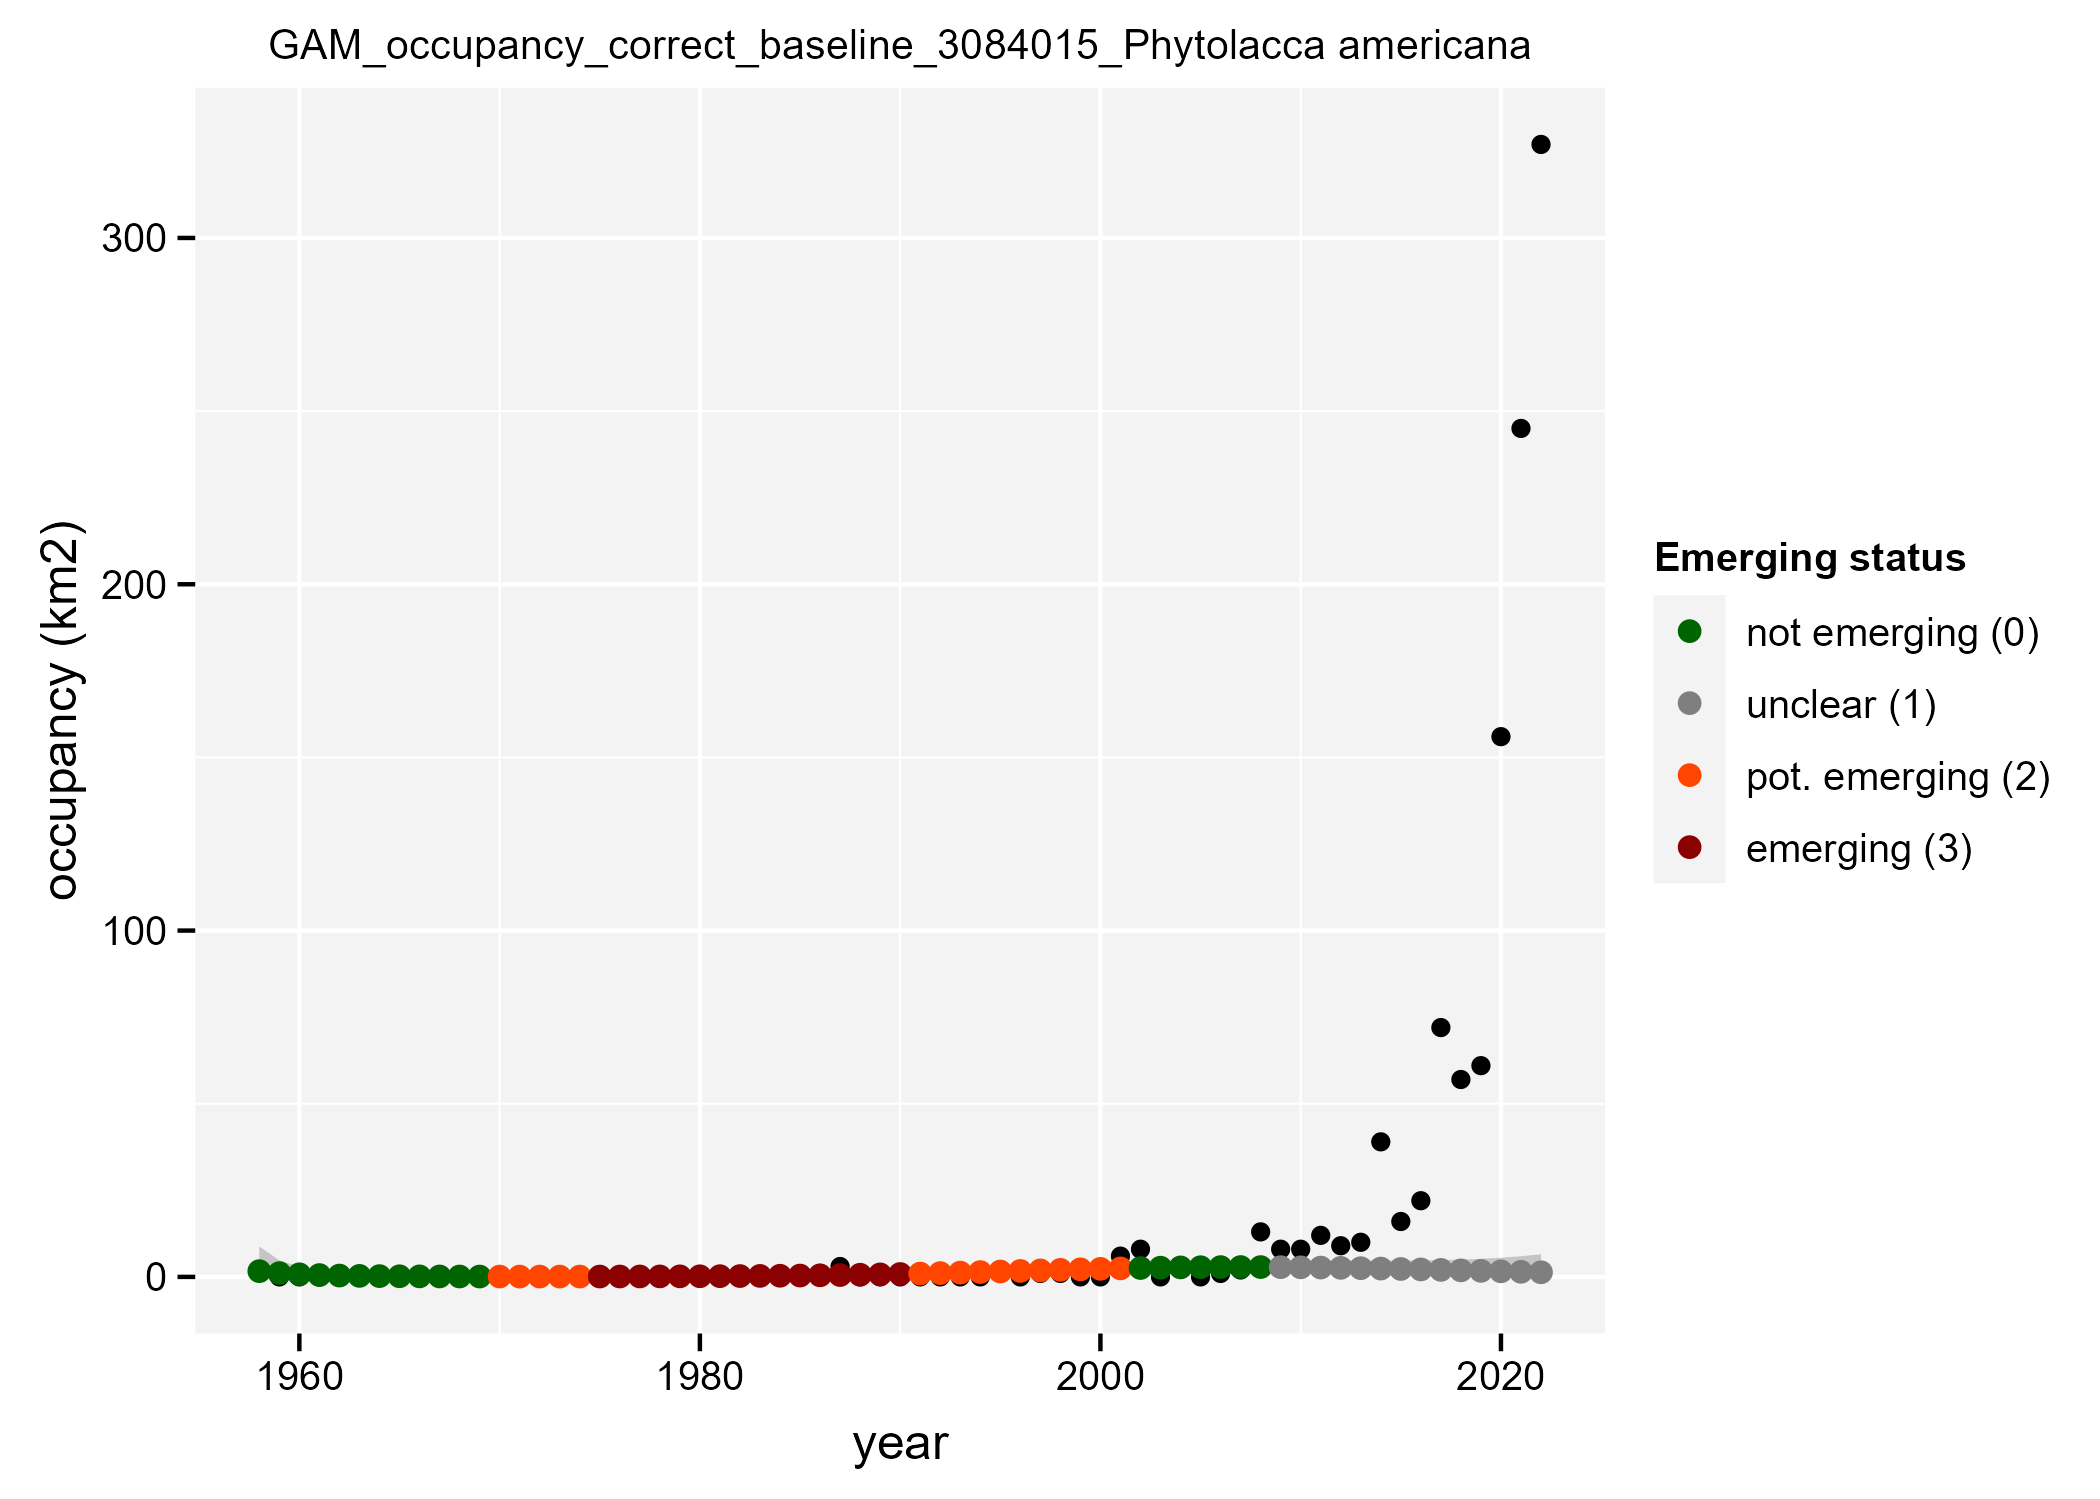 GAM_occupancy_correct_baseline_3084015_Phytolacca americana
occupancy (km2)
300
200
100
0
1960
1980
2000
2020
year
Emerging status
not emerging (0)
unclear (1)
pot. emerging (2)
emerging (3)